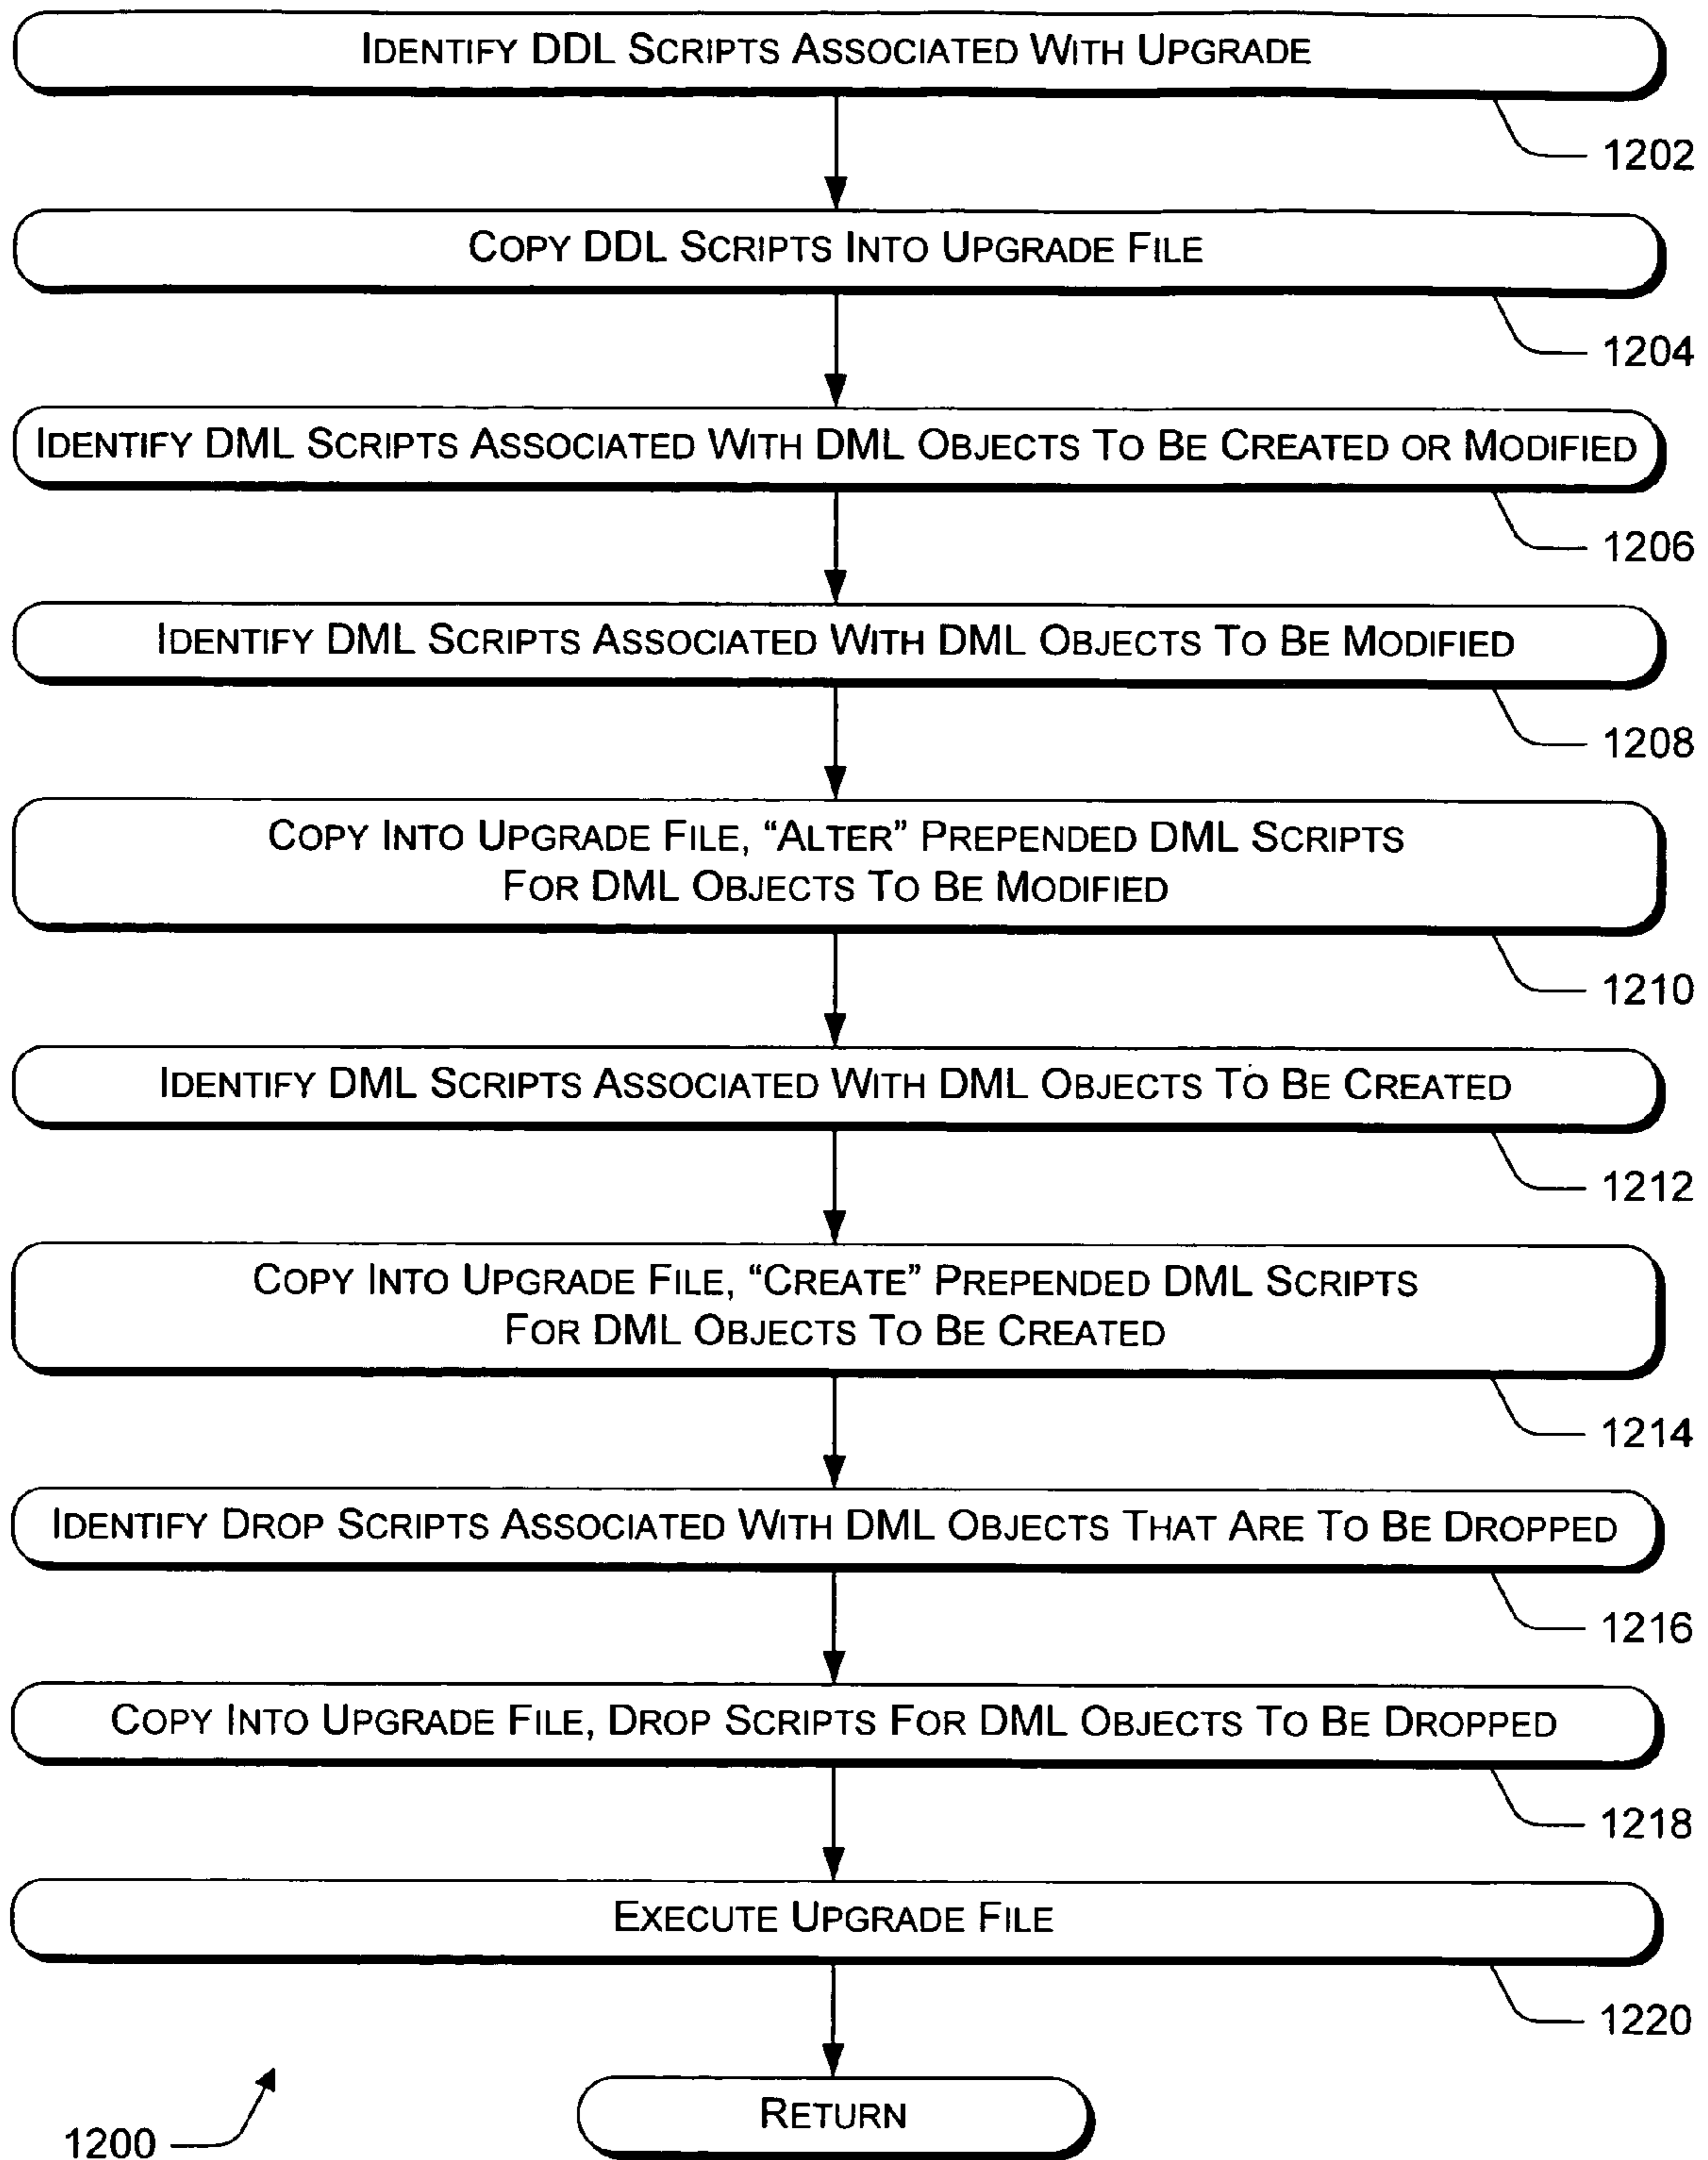 IDENTIFY DDL SCRIPTS ASSOCIATED WITH UPGRADE
1202
COPY DDL SCRIPTS INTO UPGRADE FILE
1204
IDENTIFY DML SCRIPTS ASSOCIATED WITH DML OBJECTS TO BE CREATED OR MODIFIED
1206
IDENTIFY DML SCRIPTS ASSOCIATED WITH DML OBJECTS TO BE MODIFIED
1208
COPY INTO UPGRADE FILE, “ALTER” PREPENDED DML SCRIPTS
FOR DML OBJECTS TO BE MODIFIED
1210
IDENTIFY DML SCRIPTS ASSOCIATED WITH DML OBJECTS TO BE CREATED
1212
COPY INTO UPGRADE FILE, “CREATE” PREPENDED DML SCRIPTS
FOR DML OBJECTS TO BE CREATED
1214
IDENTIFY DROP SCRIPTS ASSOCIATED WITH DML OBJECTS THAT ARE TO BE DROPPED
1216
COPY INTO UPGRADE FILE, DROP SCRIPTS FOR DML OBJECTS TO BE DROPPED
1218
EXECUTE UPGRADE FILE
1220
RETURN
1200